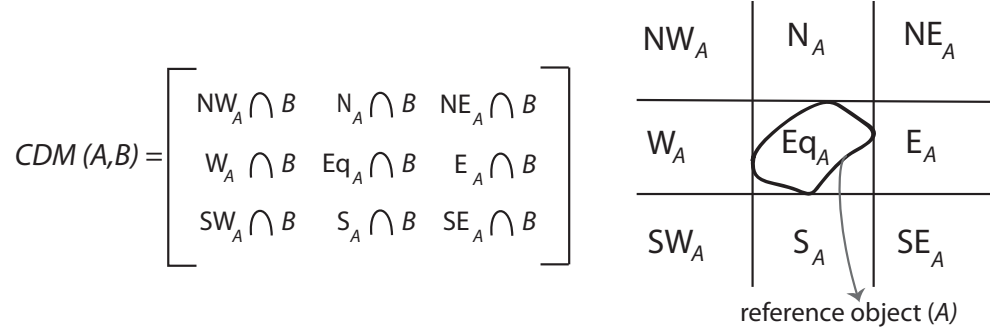 CDM (A,B) =
NW_A ∩ B N_A ∩ B NE_A ∩ B
W_A ∩ B Eq_A ∩ B E_A ∩ B
SW_A ∩ B S_A ∩ B SE_A ∩ B
NW_A N_A NE_A
W_A Eq_A E_A
SW_A S_A SE_A
reference object (A)